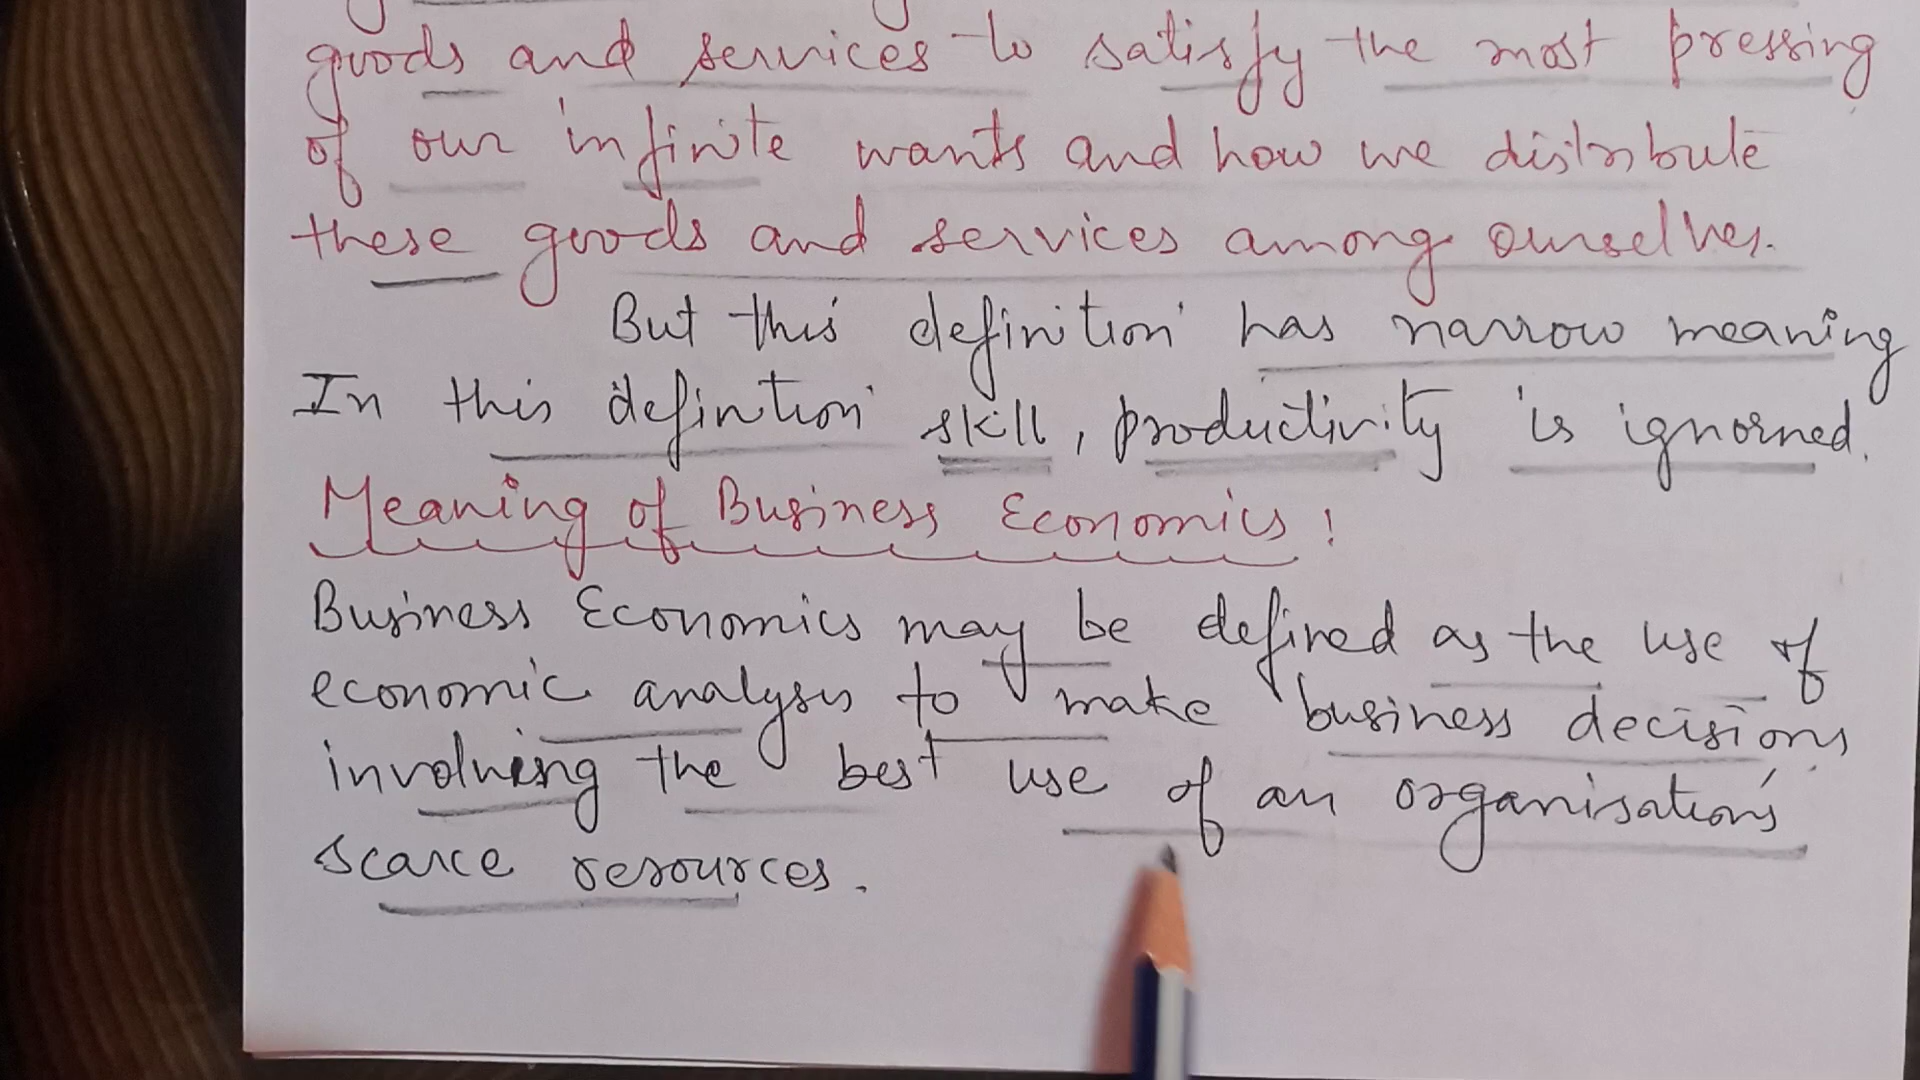 goods and services to satisfy the most pressing
of our infinite wants and how we distribute
these goods and services among ourselves.
But this definition has narrow meaning
In this defintion skill, productivity is ignorned.
Meaning of Business Economics:
Business Economics may be defined as the use of
economic analysis to make business decisions
involving the best use of an organisation's
scarce resources.